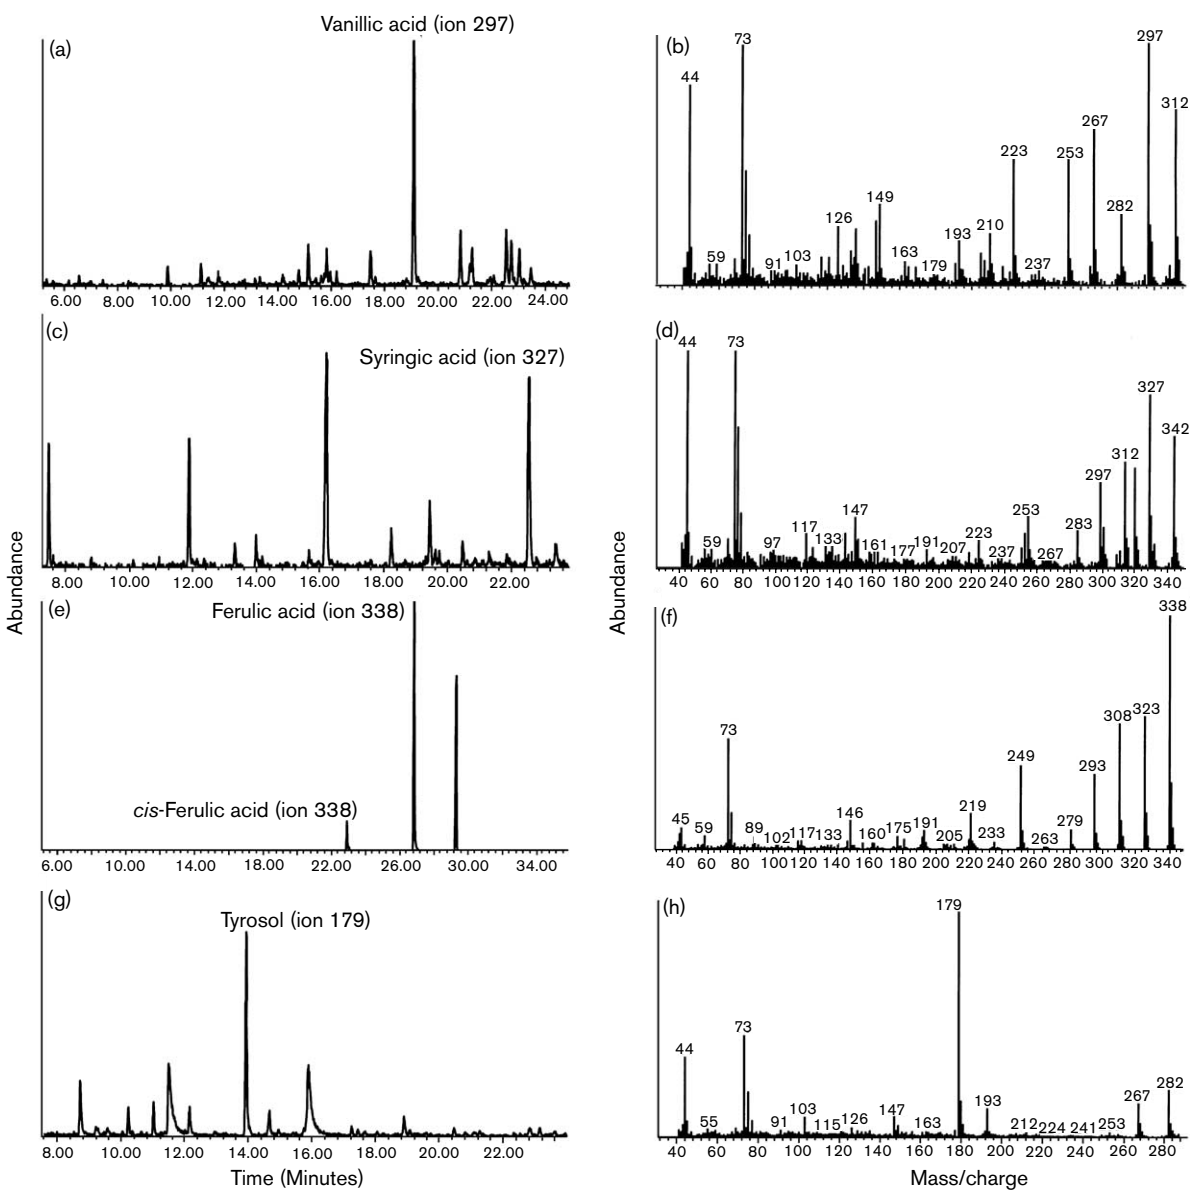 Vanillic acid (ion 297)
(a)
6.00 8.00 10.00 12.00 14.00 16.00 18.00 20.00 22.00 24.00
(b)
44 59 73 91 103 126 149 163 179 193 210 223 237 253 267 282 297 312
(c)
Syringic acid (ion 327)
8.00 10.00 12.00 14.00 16.00 18.00 20.00 22.00
(d)
44 59 73 97 117 133 147 161 177 191 207 223 237 253 267 283 297 312 327 342
40 60 80 100 120 140 160 180 200 220 240 260 280 300 320 340
Abundance
Abundance
(e)
Ferulic acid (ion 338)
cis-Ferulic acid (ion 338)
6.00 10.00 14.00 18.00 22.00 26.00 30.00 34.00
(f)
45 59 73 89 102 117 133 146 160 175 191 205 219 233 249 263 279 293 308 323 338
40 60 80 100 120 140 160 180 200 220 240 260 280 300 320 340
(g)
Tyrosol (ion 179)
8.00 10.00 12.00 14.00 16.00 18.00 20.00 22.00
Time (Minutes)
(h)
44 55 73 91 103 115 126 147 163 179 193 212 224 241 253 267 282
40 60 80 100 120 140 160 180 200 220 240 260 280
Mass/charge